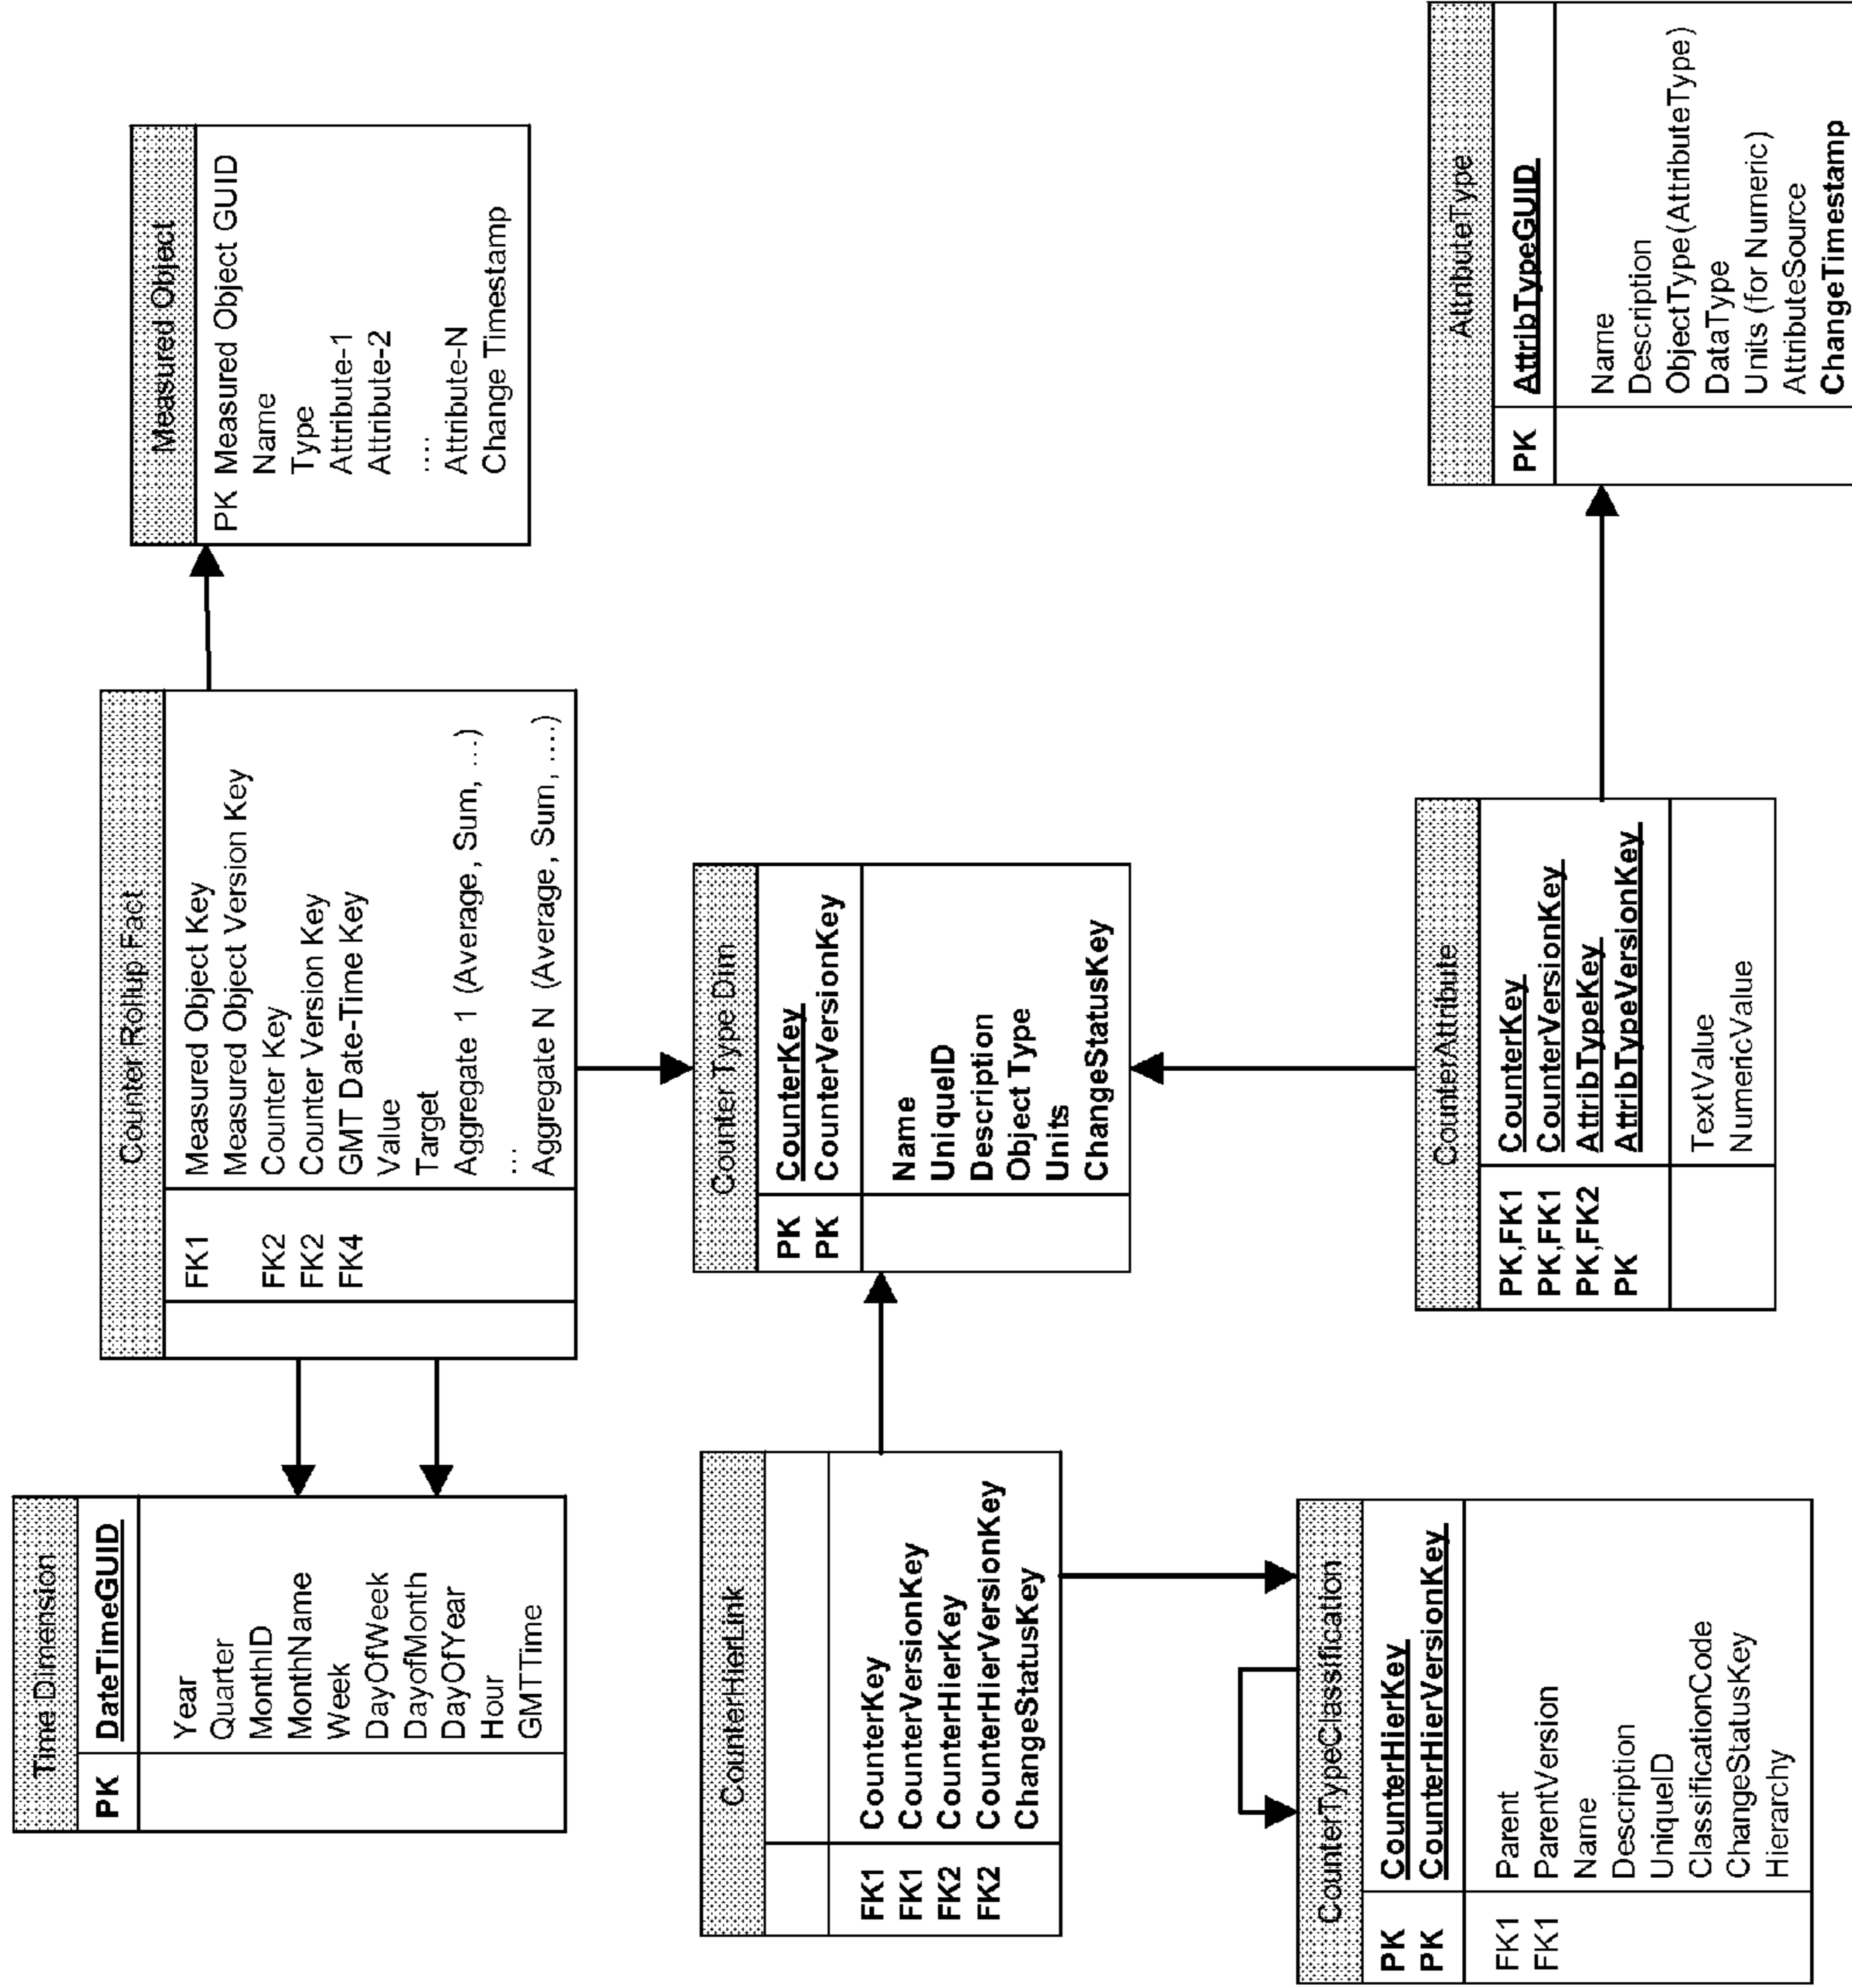 Time Dimension
PK DateTimeGUID
Year
Quarter
MonthID
MonthName
Week
DayOfWeek
DayofMonth
DayOfYear
Hour
GMTTime
Counter Rollup Fact
FK1 Measured Object Key
Measured Object Version Key
FK2 Counter Key
FK2 Counter Version Key
FK4 GMT Date-Time Key
Value
Target
Aggregate 1 (Average, Sum, ...)
...
Aggregate N (Average, Sum, ....)
Measured Object
PK Measured Object GUID
Name
Type
Attribute-1
Attribute-2
....
Attribute-N
Change Timestamp
CounterHierLink
FK1 CounterKey
FK1 CounterVersionKey
FK2 CounterHierKey
FK2 CounterHierVersionKey
ChangeStatusKey
Counter Type Dim
PK CounterKey
PK CounterVersionKey
Name
UniqueID
Description
Object Type
Units
ChangeStatusKey
CounterTypeClassification
PK CounterHierKey
PK CounterHierVersionKey
FK1 Parent
FK1 ParentVersion
Name
Description
UniqueID
ClassificationCode
ChangeStatusKey
Hierarchy
CounterAttribute
PK,FK1 CounterKey
PK,FK1 CounterVersionKey
PK,FK2 AttribTypeKey
PK AttribTypeVersionKey
TextValue
NumericValue
AttributeType
PK AttribTypeGUID
Name
Description
ObjectType(AttributeType)
DataType
Units (for Numeric)
AttributeSource
ChangeTimestamp